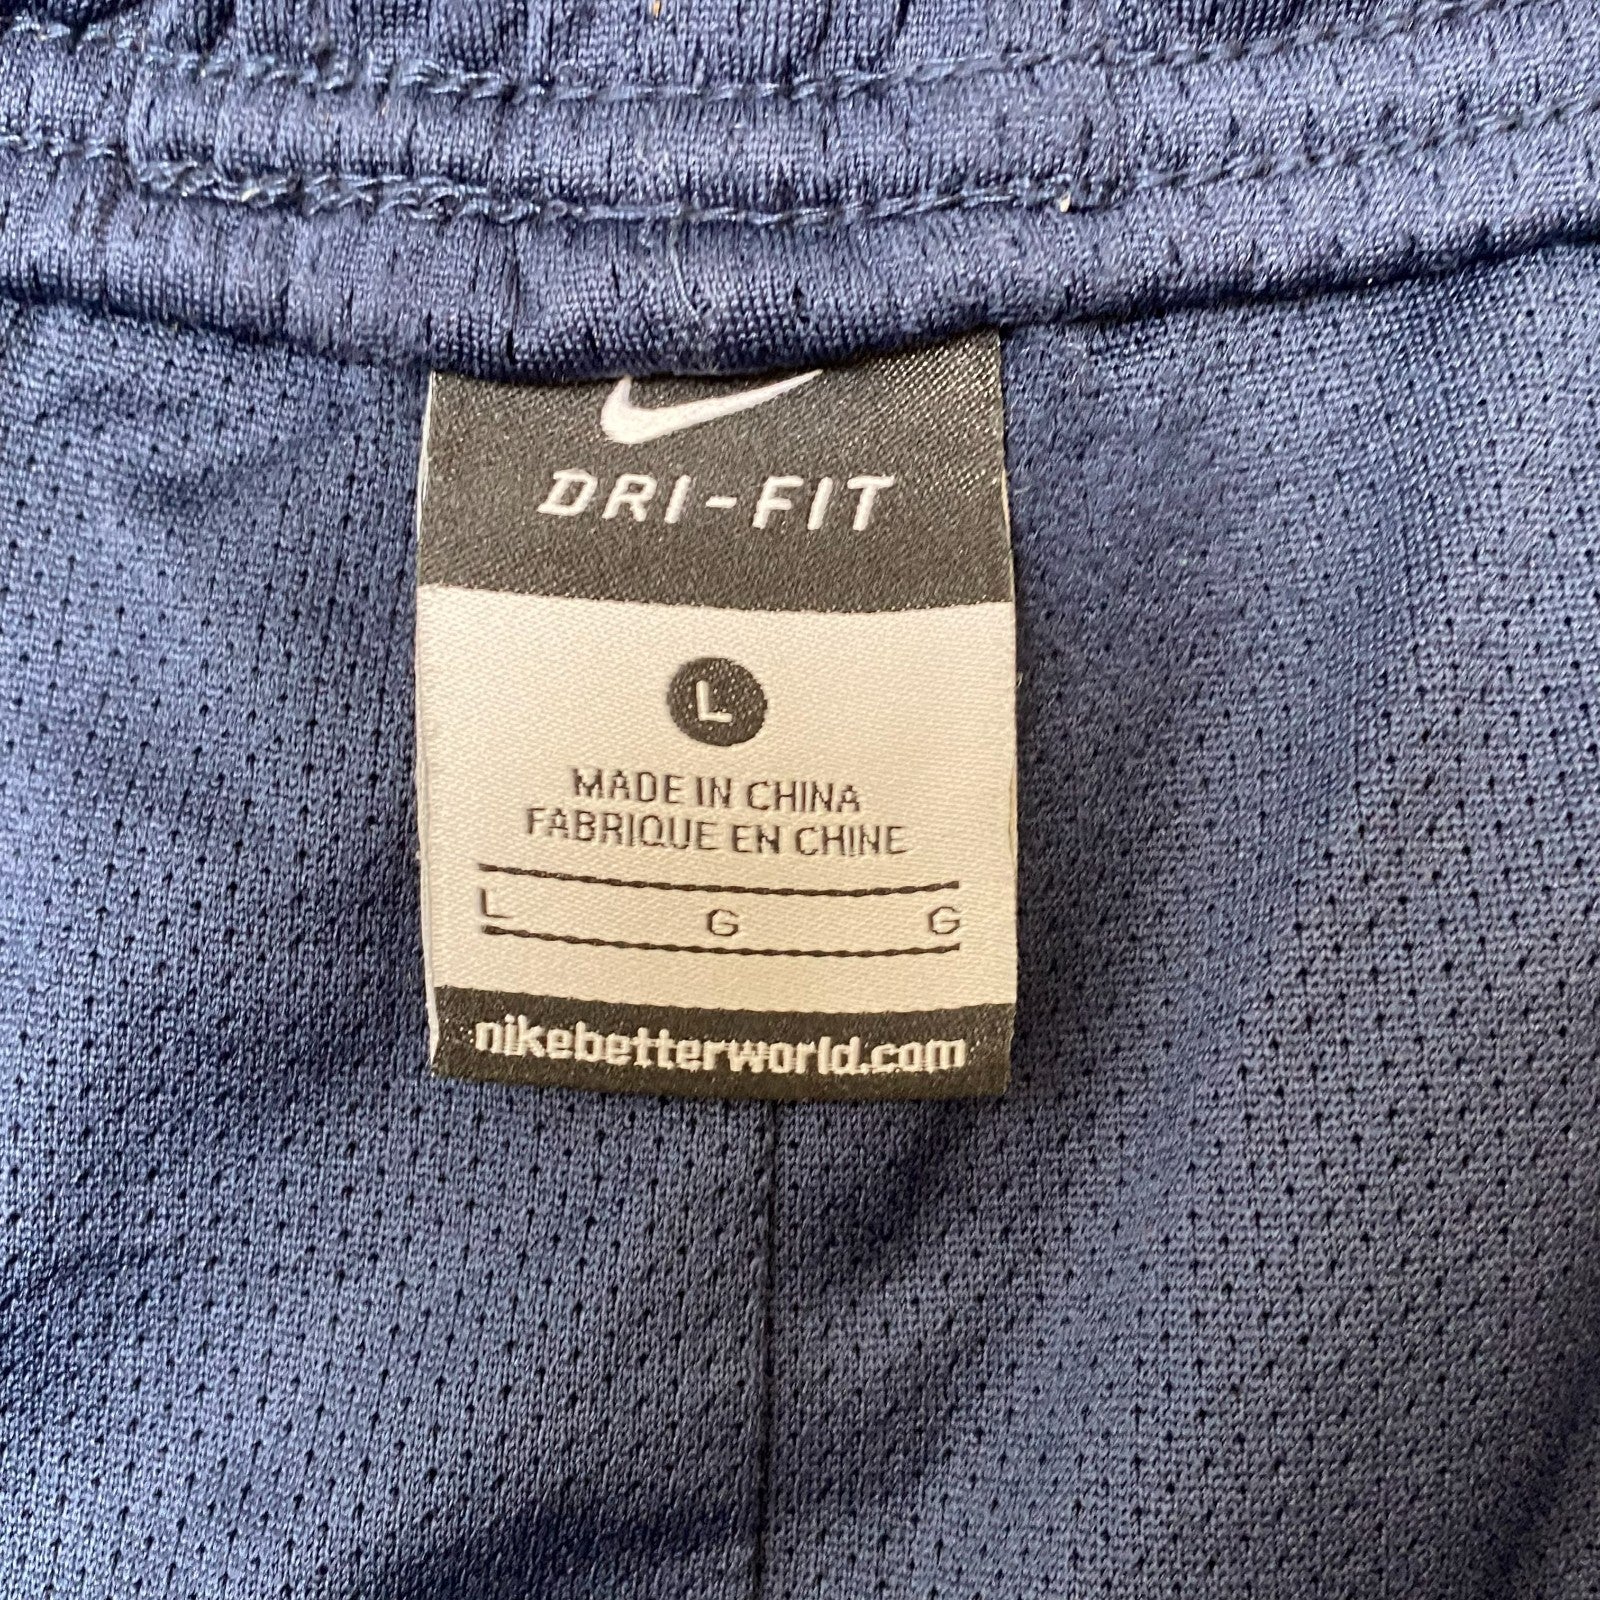 DRI-FIT
L
MADE IN CHINA
FABRIQUE EN CHINE
L G G
nikebetterworld.com